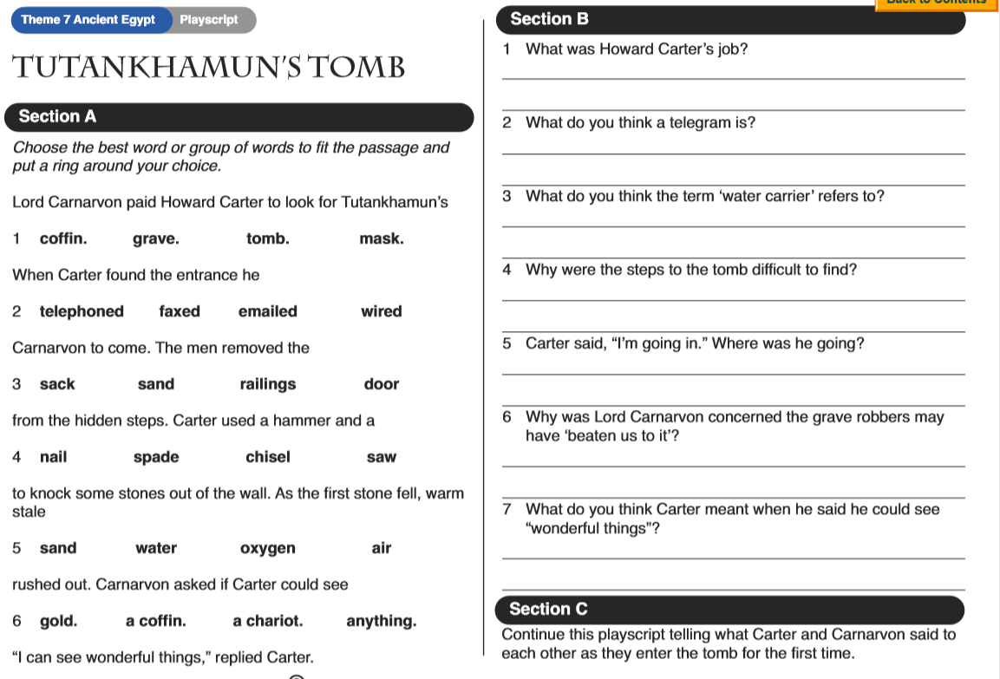 Theme 7 Ancient Egypt Playscript
TUTANKHAMUN'S TOMB
Section A
Choose the best word or group of words to fit the passage and
put a ring around your choice.
Lord Carnarvon paid Howard Carter to look for Tutankhamun's
1 coffin. grave. tomb. mask.
When Carter found the entrance he
2 telephoned faxed emailed wired
Carnarvon to come. The men removed the
3 sack sand railings door
from the hidden steps. Carter used a hammer and a
4 nail spade chisel saw
to knock some stones out of the wall. As the first stone fell, warm
stale
5 sand water oxygen air
rushed out. Carnarvon asked if Carter could see
6 gold. a coffin. a chariot. anything.
“I can see wonderful things,” replied Carter.
Back to Contents
Section B
1 What was Howard Carter's job?
2 What do you think a telegram is?
3 What do you think the term ‘water carrier’ refers to?
4 Why were the steps to the tomb difficult to find?
5 Carter said, “I'm going in.” Where was he going?
6 Why was Lord Carnarvon concerned the grave robbers may
have ‘beaten us to it’?
7 What do you think Carter meant when he said he could see
“wonderful things”?
Section C
Continue this playscript telling what Carter and Carnarvon said to
each other as they enter the tomb for the first time.